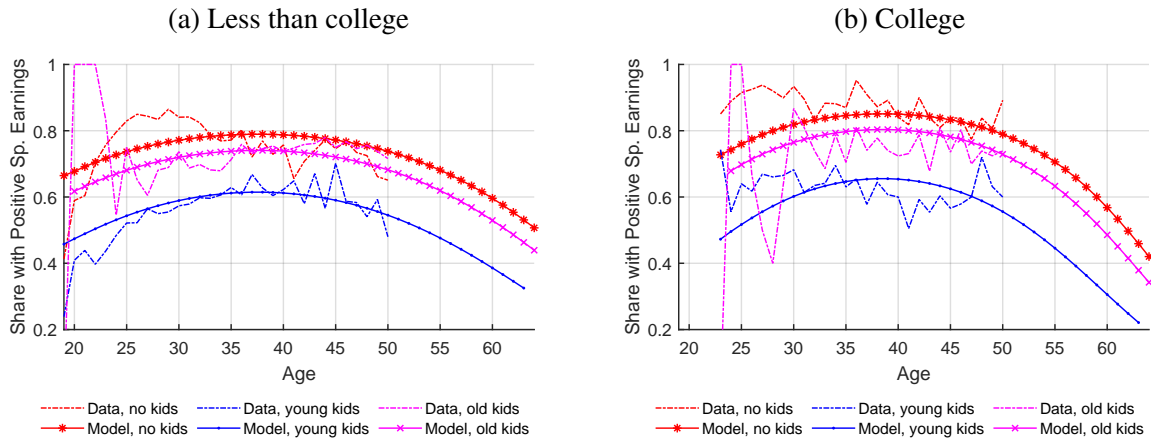 (a) Less than college
Share with Positive Sp. Earnings
1
0.8
0.6
0.4
0.2
20 25 30 35 40 45 50 55 60
Age
Data, no kids Data, young kids Data, old kids
Model, no kids Model, young kids Model, old kids
(b) College
Share with Positive Sp. Earnings
1
0.8
0.6
0.4
0.2
20 25 30 35 40 45 50 55 60
Age
Data, no kids Data, young kids Data, old kids
Model, no kids Model, young kids Model, old kids